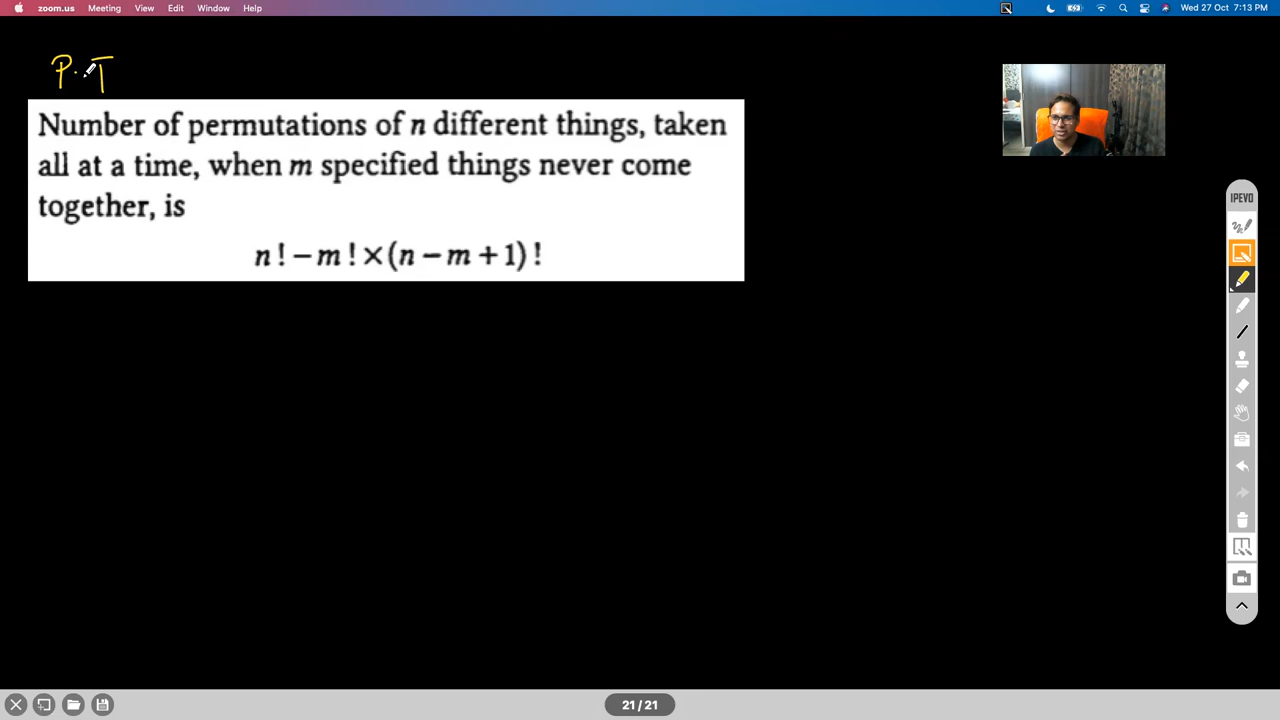 zoom.us Meeting View Edit Window Help Wed 27 Oct 7:13 PM
P.T
Number of permutations of n different things, taken
all at a time, when m specified things never come
together, is
n ! – m ! × (n – m + 1) !
IPEVO
21 / 21